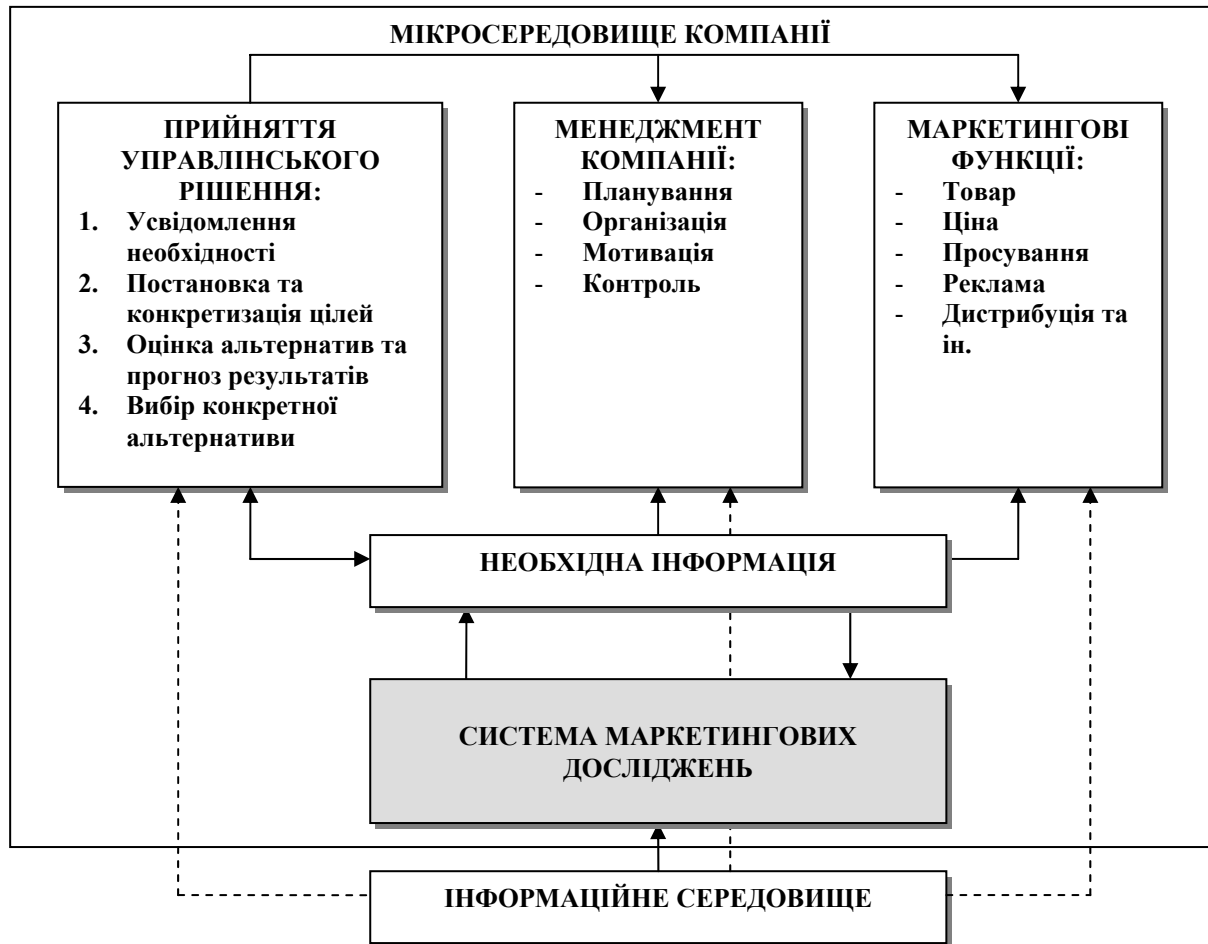 МІКРОСЕРЕДОВИЩЕ КОМПАНІЇ
ПРИЙНЯТТЯ
УПРАВЛІНСЬКОГО
РІШЕННЯ:
1. Усвідомлення
необхідності
2. Постановка та
конкретизація цілей
3. Оцінка альтернатив та
прогноз результатів
4. Вибір конкретної
альтернативи
МЕНЕДЖМЕНТ
КОМПАНІЇ:
- Планування
- Організація
- Мотивація
- Контроль
МАРКЕТИНГОВІ
ФУНКЦІЇ:
- Товар
- Ціна
- Просування
- Реклама
- Дистрибуція та
ін.
НЕОБХІДНА ІНФОРМАЦІЯ
СИСТЕМА МАРКЕТИНГОВИХ
ДОСЛІДЖЕНЬ
ІНФОРМАЦІЙНЕ СЕРЕДОВИЩЕ